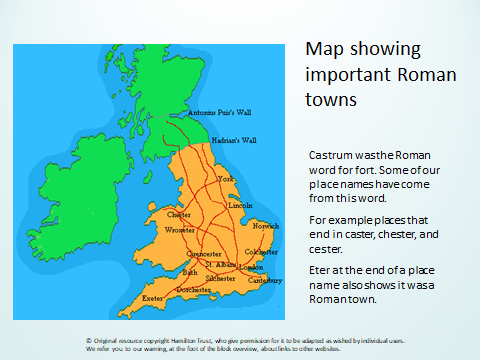 Map showing
important Roman
towns
Antonius Puis's Wall
Hadrian's Wall
York
Lincoln
Chester
Wroxeter
Norwich
Cirencester
Colchester
St. Albans
London
Bath
Silchester
Canterbury
Dorchester
Exeter
Castrum was the Roman
word for fort. Some of our
place names have come
from this word.
For example places that
end in caster, chester, and
cester.
Eter at the end of a place
name also shows it was a
Roman town.
© Original resource copyright Hamilton Trust, who give permission for it to be adapted as wished by individual users.
We refer you to our warning, at the foot of the block overview, about links to other websites.